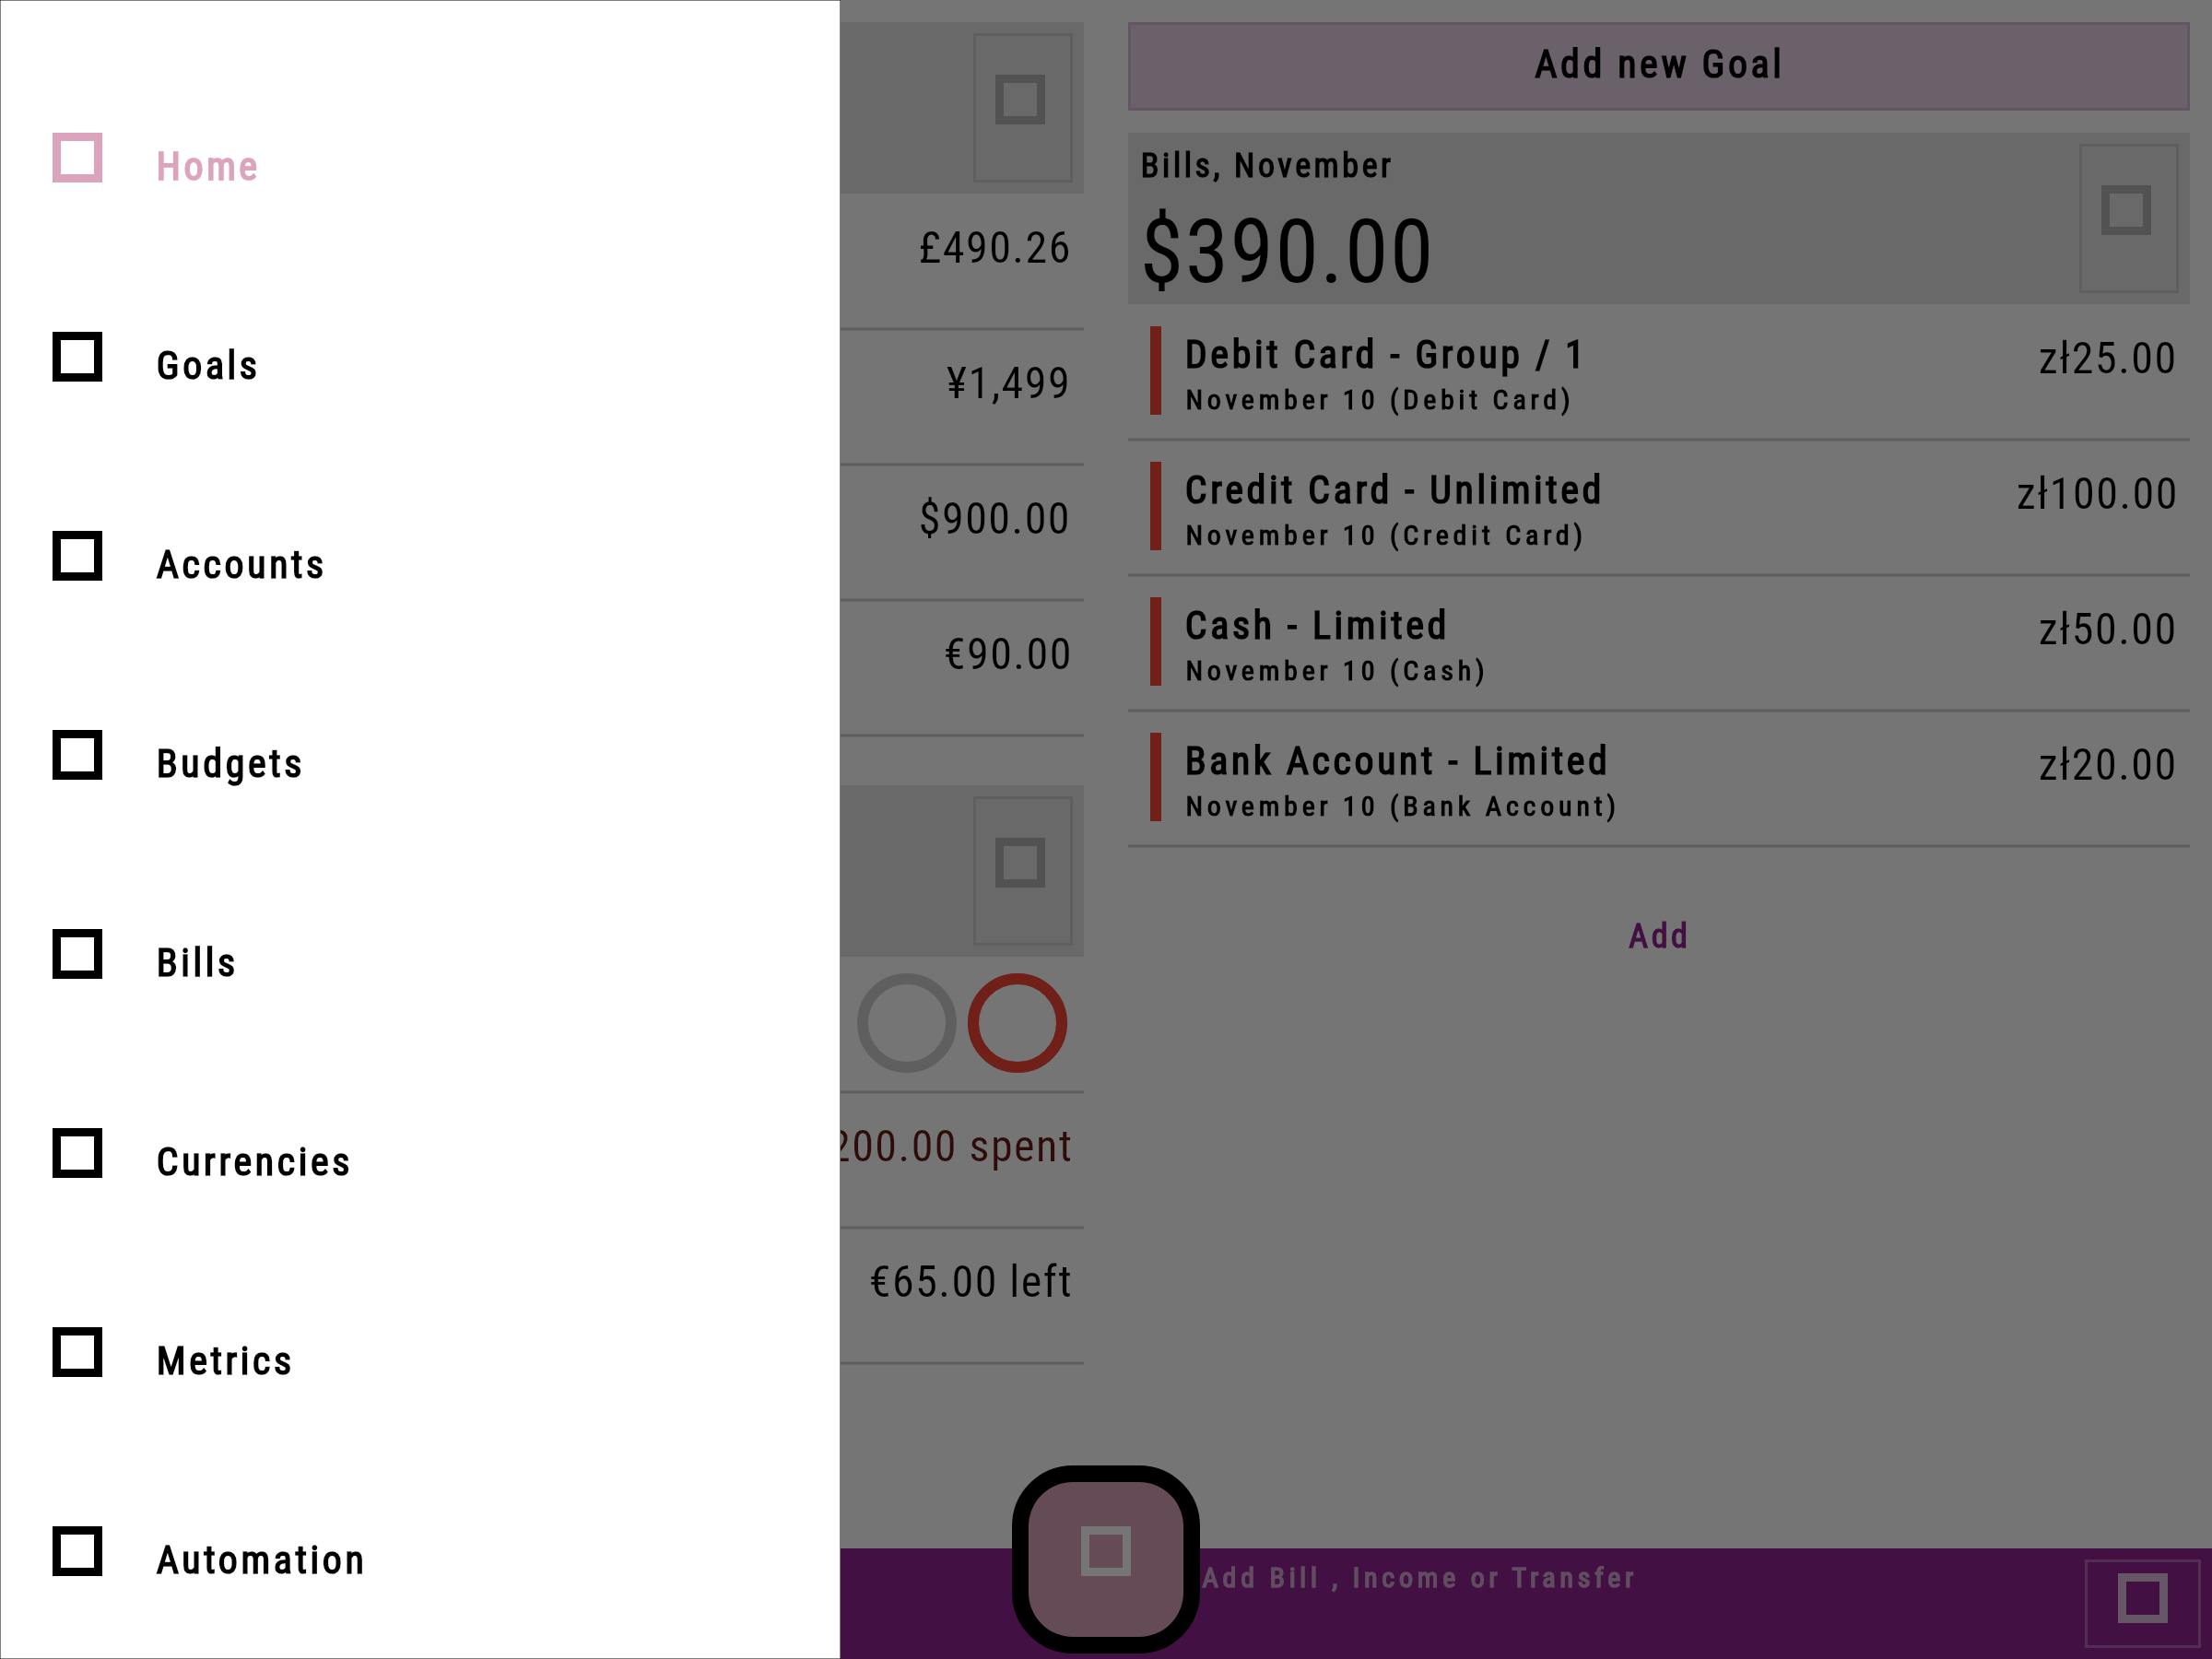 Home
Goals
Accounts
Budgets
Bills
Currencies
Metrics
Automation
£490.26
¥1,499
$900.00
€90.00
200.00 spent
€65.00 left
Add new Goal
Bills, November
$390.00
Debit Card - Group / 1
zł25.00
November 10 (Debit Card)
Credit Card - Unlimited
zł100.00
November 10 (Credit Card)
Cash - Limited
zł50.00
November 10 (Cash)
Bank Account - Limited
zł20.00
November 10 (Bank Account)
Add
Add Bill , Income or Transfer